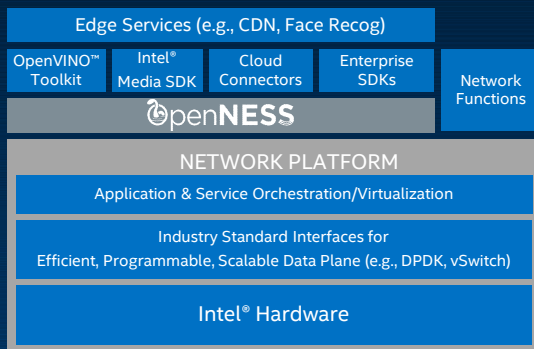 Edge Services (e.g., CDN, Face Recog)
OpenVINO™
Toolkit
Intel®
Media SDK
Cloud
Connectors
Enterprise
SDKs
Network
Functions
OpenNESS
NETWORK PLATFORM
Application & Service Orchestration/Virtualization
Industry Standard Interfaces for
Efficient, Programmable, Scalable Data Plane (e.g., DPDK, vSwitch)
Intel® Hardware